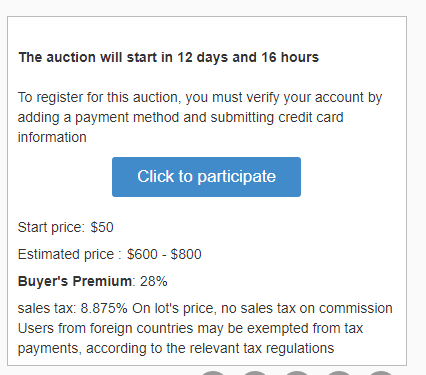 The auction will start in 12 days and 16 hours
To register for this auction, you must verify your account by
adding a payment method and submitting credit card
information
Click to participate
Start price: $50
Estimated price : $600 - $800
Buyer's Premium: 28%
sales tax: 8.875% On lot's price, no sales tax on commission
Users from foreign countries may be exempted from tax
payments, according to the relevant tax regulations